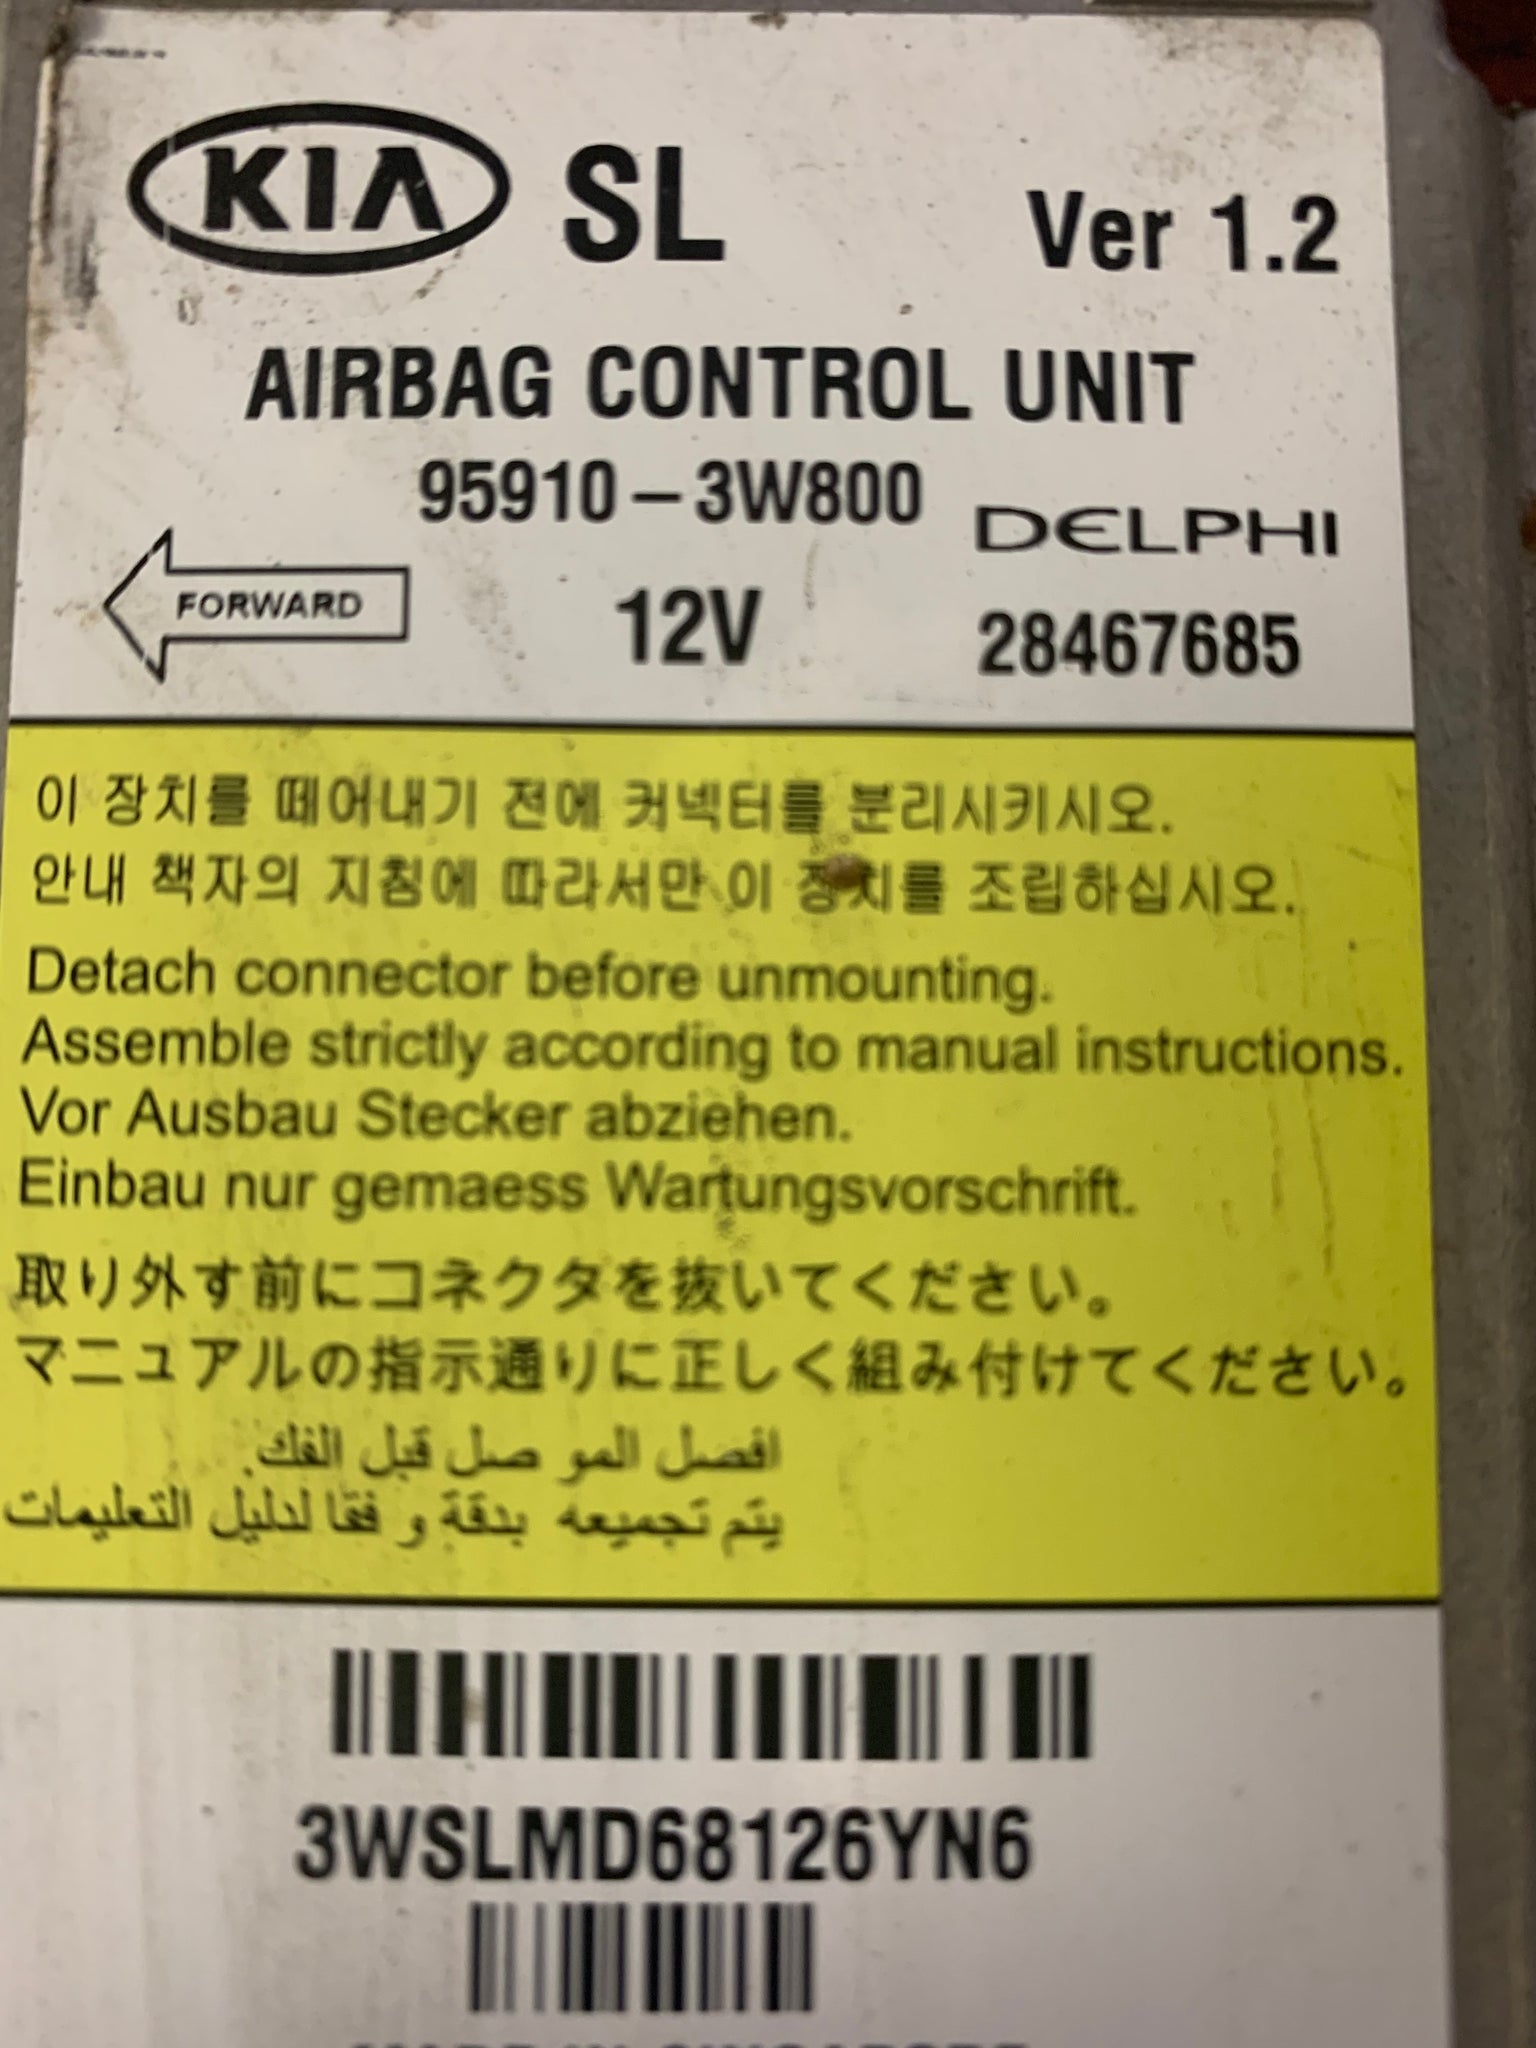 KIA SL Ver 1.2
AIRBAG CONTROL UNIT
95910-3W800
DELPHI
FORWARD
12V
28467685
이 장치를 떼어내기 전에 커넥터를 분리시키시오.
안내 책자의 지침에 따라서만 이 장치를 조립하십시오.
Detach connector before unmounting.
Assemble strictly according to manual instructions.
Vor Ausbau Stecker abziehen.
Einbau nur gemaess Wartungsvorschrift.
取り外す前にコネクタを抜いてください。
マニュアルの指示通りに正しく組み付けてください。
افصل المو صل قبل الفك.
يتم تجميعه بدقة و فقا لدليل التعليمات
3WSLMD68126YN6